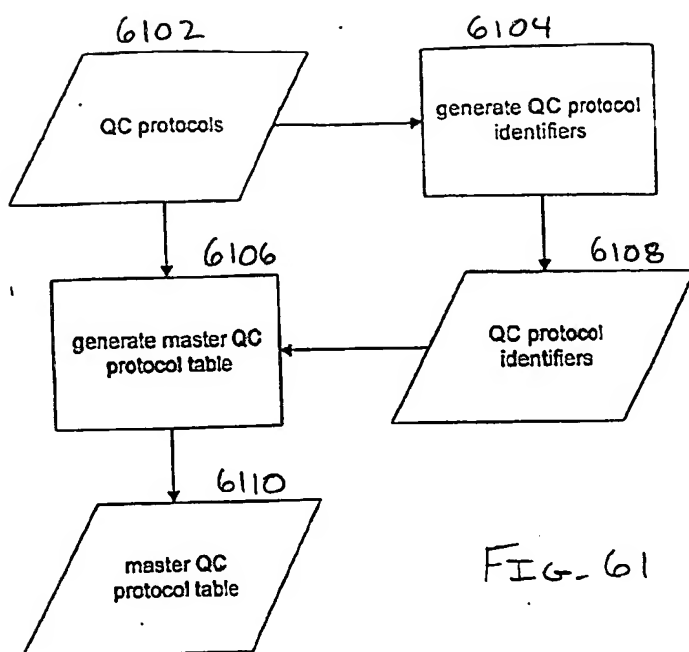 6102
6104
QC protocols
generate QC protocol
identifiers
6106
6108
generate master QC
protocol table
QC protocol
identifiers
6110
master QC
protocol table
FIG. 61